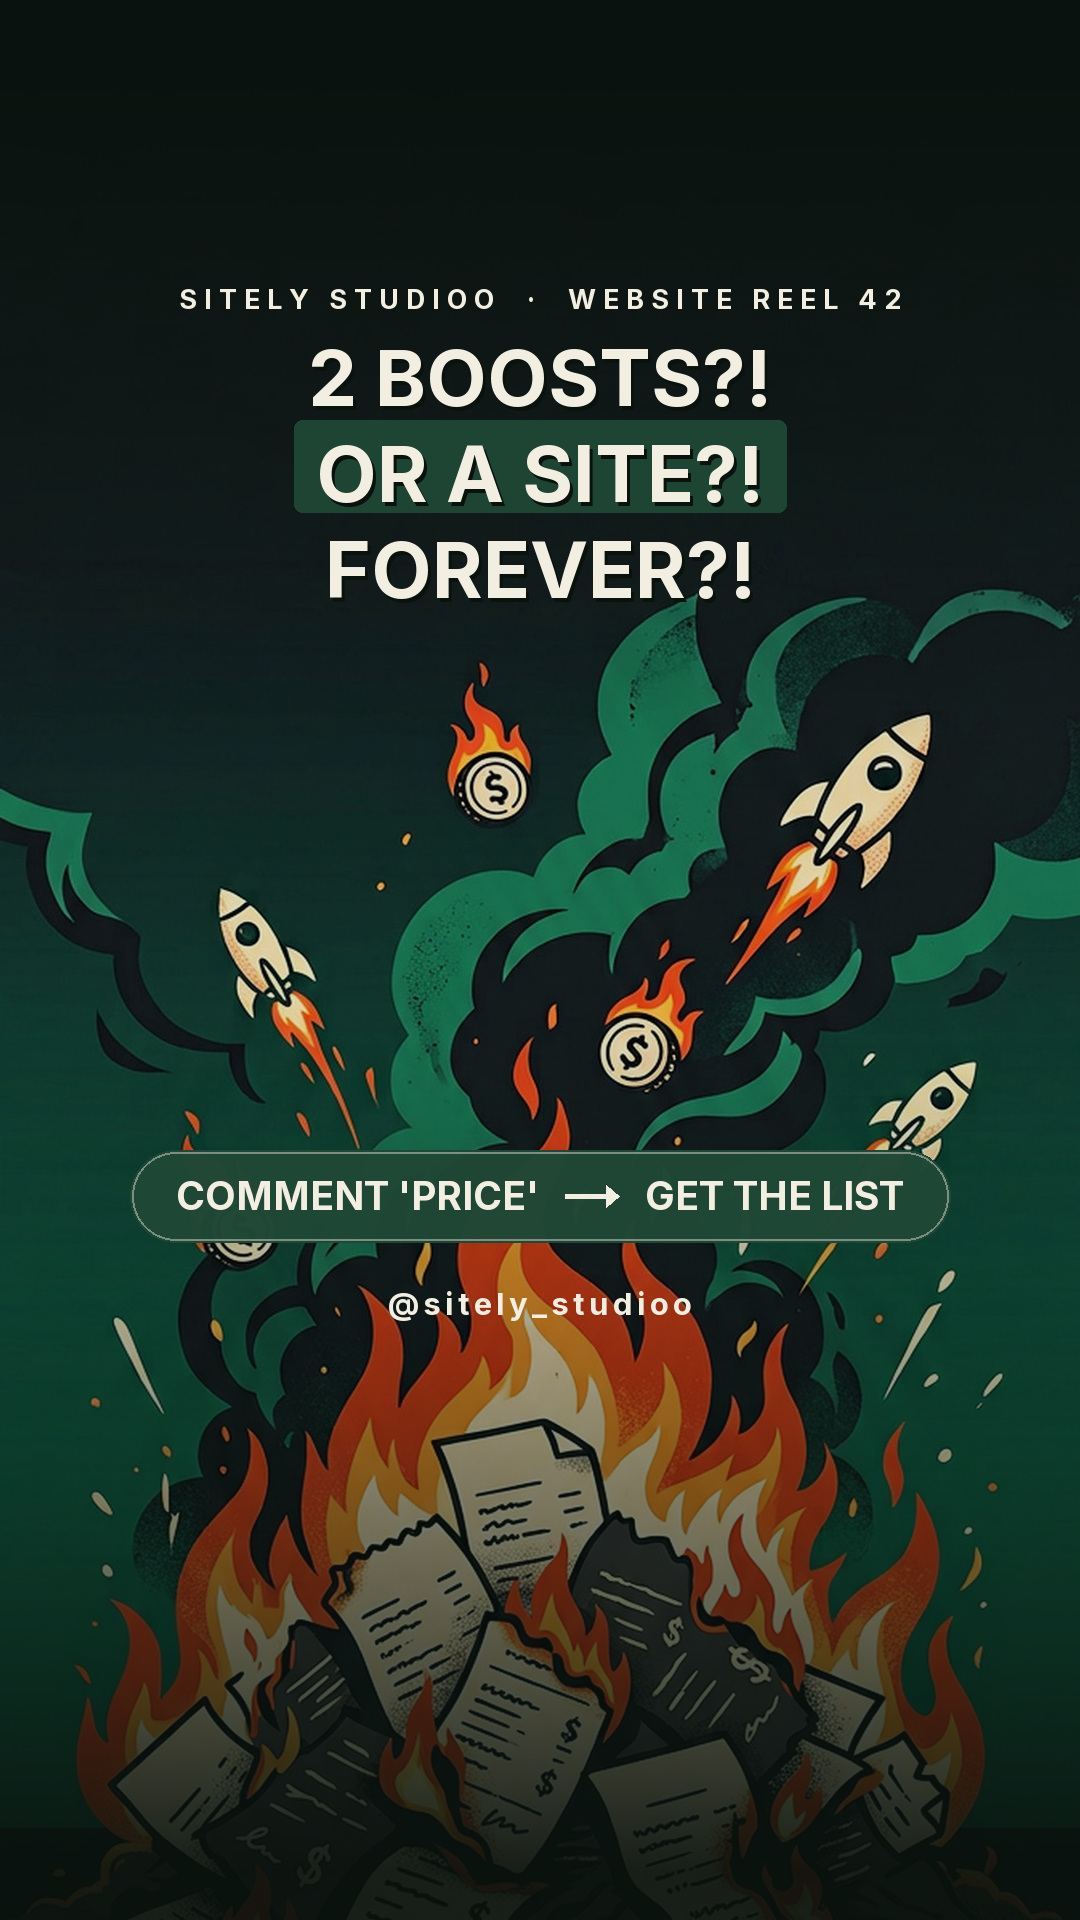 SITELY STUDIOO · WEBSITE REEL 42
2 BOOSTS?!
OR A SITE?!
FOREVER?!
COMMENT 'PRICE' → GET THE LIST
@sitely_studioo